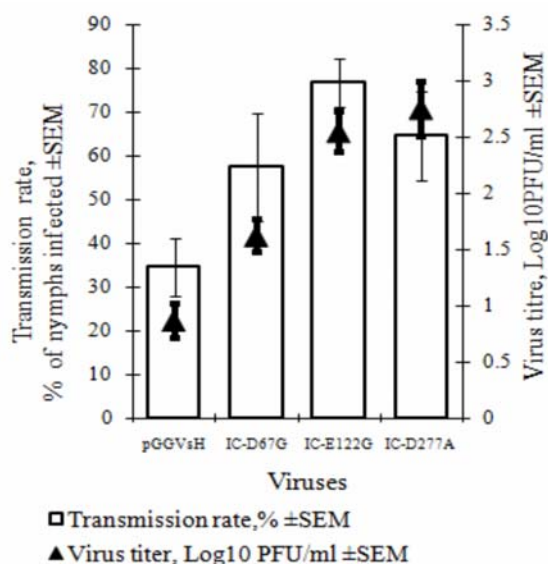 90
80
70
60
50
40
30
20
10
0
Transmission rate,
% of nymphs infected ±SEM
3.5
3
2.5
2
1.5
1
0.5
0
Virus titre, Log10PFU/ml ±SEM
pGGVsH IC-D67G IC-E122G IC-D277A
Viruses
Transmission rate,% ±SEM
Virus titer, Log10 PFU/ml ±SEM